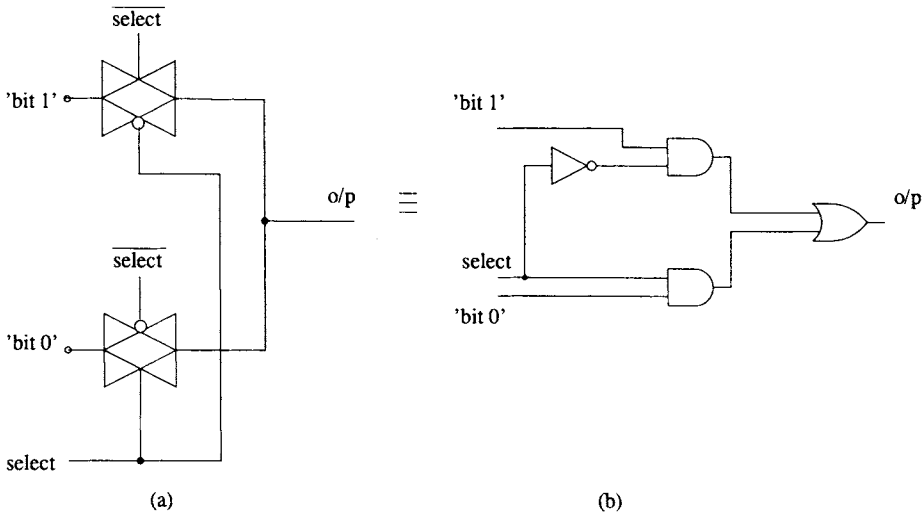 select
'bit 1'
o/p
select
'bit 0'
select
(a)
≡
'bit 1'
select
'bit 0'
o/p
(b)